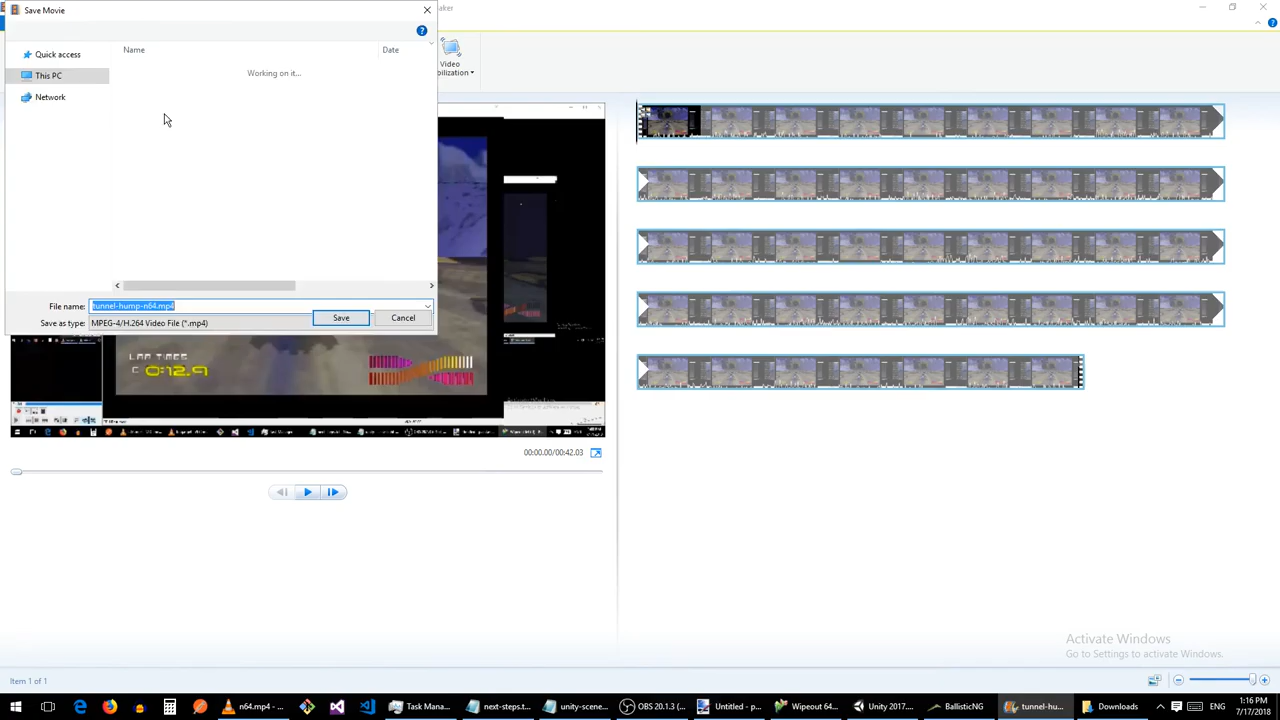 Save Movie
aker
Quick access
This PC
Network
Name
Date
Working on it...
Video
bilization
File name:
tunnel-hump-n64.mp4
Save as type:
MPEG-4/H.264 Video File (*.mp4)
Save
Cancel
LAP TIMES
0:12.9
00:00.00/00:42.03
Activate Windows
Go to Settings to activate Windows.
Item 1 of 1
n64.mp4 - ...
Task Mana...
next-steps.t...
unity-scene...
OBS 20.1.3 (...
Untitled - p...
Wipeout 64...
Unity 2017....
BallisticNG
tunnel-hu...
Downloads
ENG
1:16 PM
7/17/2018